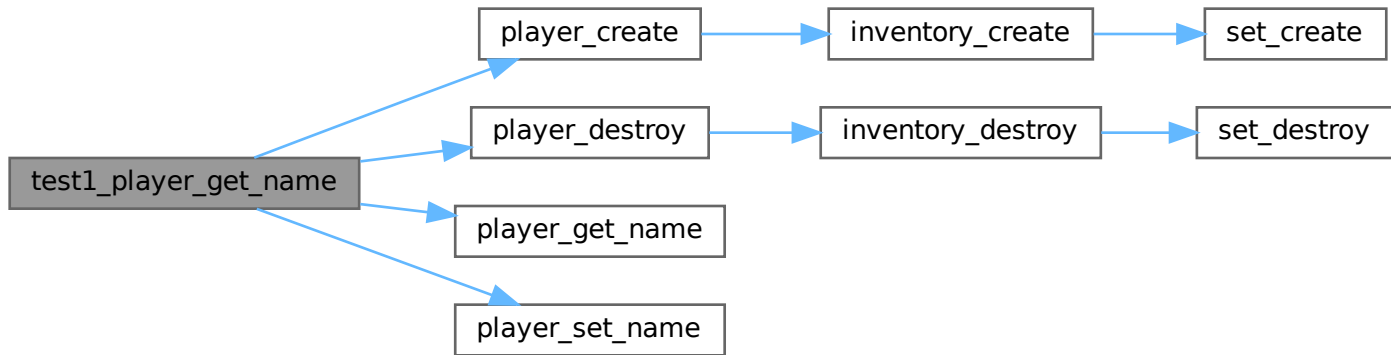 player_create
inventory_create
set_create
player_destroy
inventory_destroy
set_destroy
test1_player_get_name
player_get_name
player_set_name